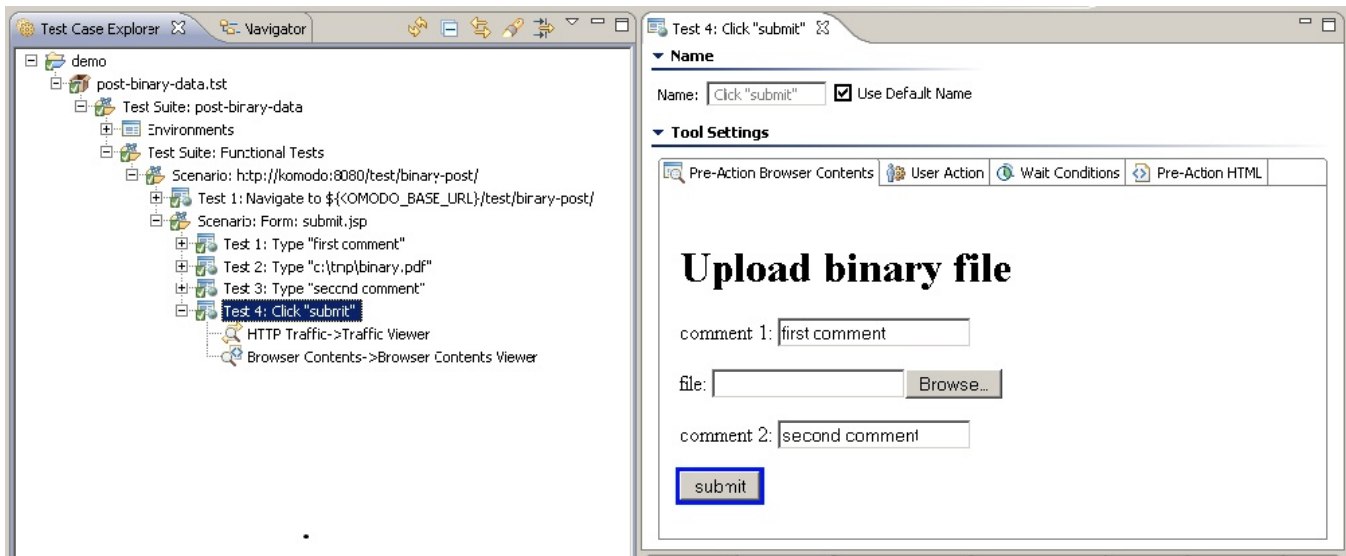 Test Case Explorer Navigator
demo
post-binary-data.tst
Test Suite: post-binary-data
Environments
Test Suite: Functional Tests
Scenario: http://komodo:8080/test/binary-post/
Test 1: Navigate to ${KOMODO_BASE_URL}/test/binary-post/
Scenario: Form: submit.jsp
Test 1: Type "first comment"
Test 2: Type "c:\tmp\binary.pdf"
Test 3: Type "second comment"
Test 4: Click "submit"
HTTP Traffic->Traffic Viewer
Browser Contents->Browser Contents Viewer
Test 4: Click "submit"
Name
Name: Click "submit" Use Default Name
Tool Settings
Pre-Action Browser Contents User Action Wait Conditions Pre-Action HTML
Upload binary file
comment 1: first comment
file: Browse...
comment 2: second comment
submit